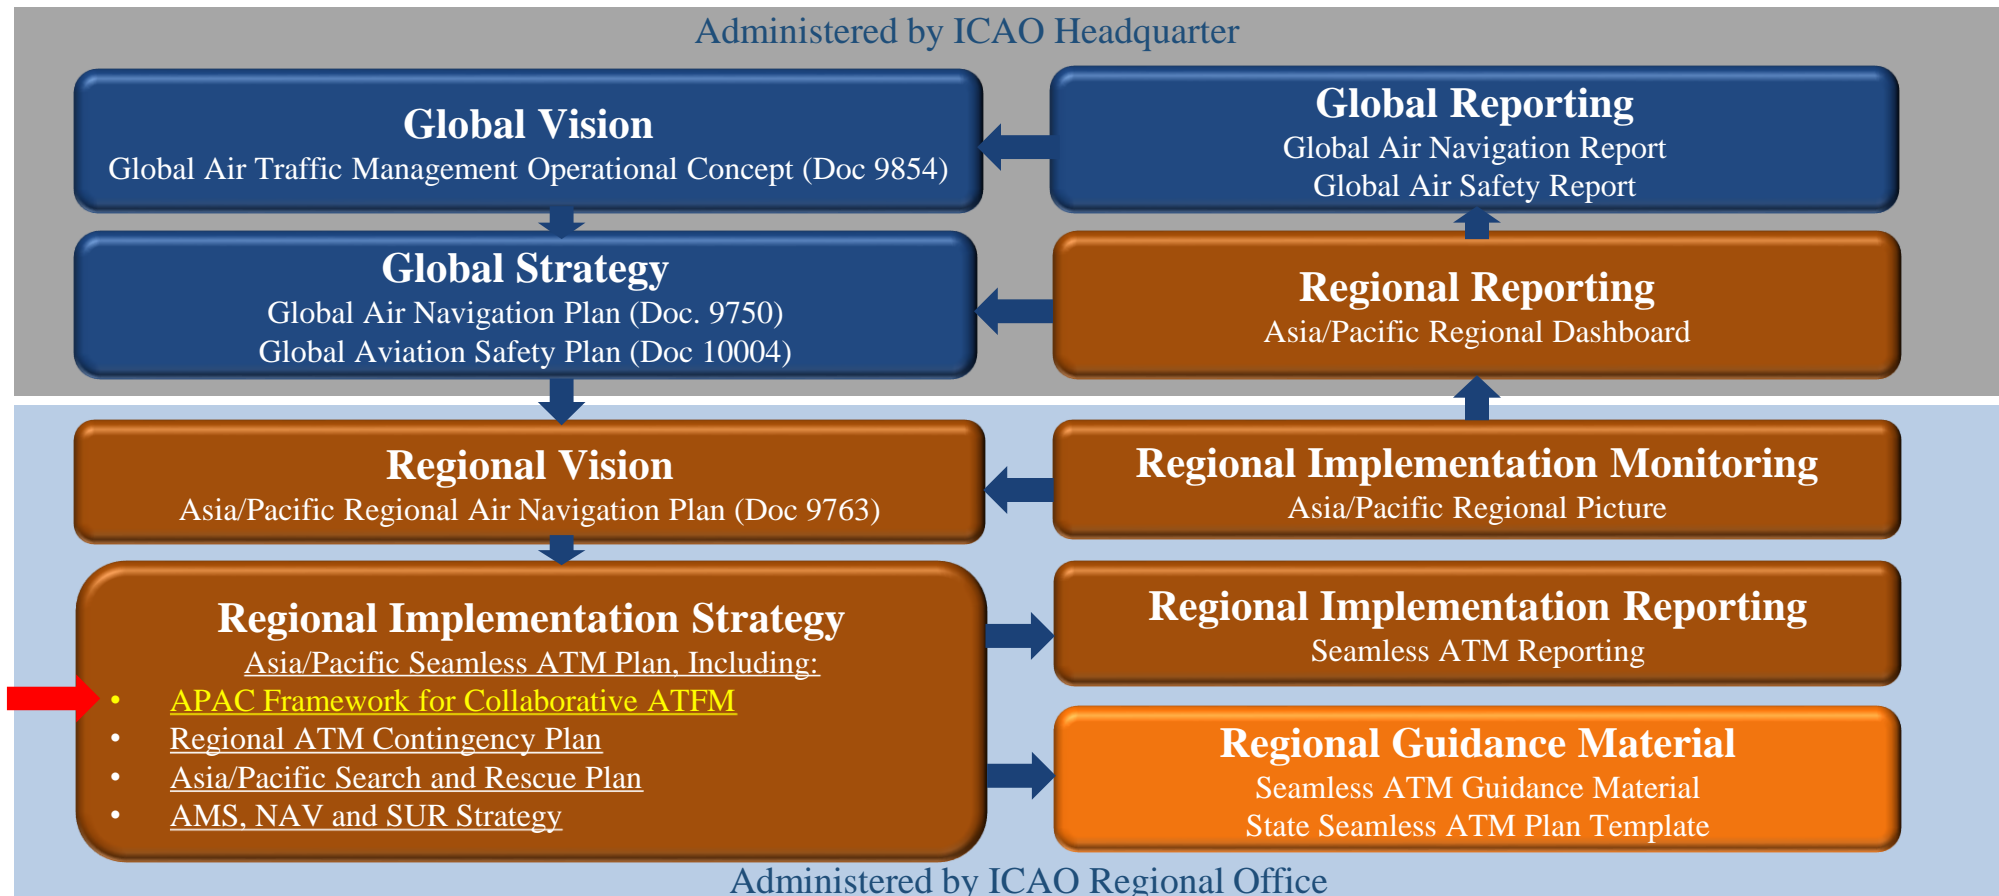 Administered by ICAO Headquarter
Global Vision
Global Air Traffic Management Operational Concept (Doc 9854)
Global Reporting
Global Air Navigation Report
Global Air Safety Report
Global Strategy
Global Air Navigation Plan (Doc. 9750)
Global Aviation Safety Plan (Doc 10004)
Regional Reporting
Asia/Pacific Regional Dashboard
Regional Vision
Asia/Pacific Regional Air Navigation Plan (Doc 9763)
Regional Implementation Monitoring
Asia/Pacific Regional Picture
Regional Implementation Strategy
Asia/Pacific Seamless ATM Plan, Including:
• APAC Framework for Collaborative ATFM
• Regional ATM Contingency Plan
• Asia/Pacific Search and Rescue Plan
• AMS, NAV and SUR Strategy
Regional Implementation Reporting
Seamless ATM Reporting
Regional Guidance Material
Seamless ATM Guidance Material
State Seamless ATM Plan Template
Administered by ICAO Regional Office